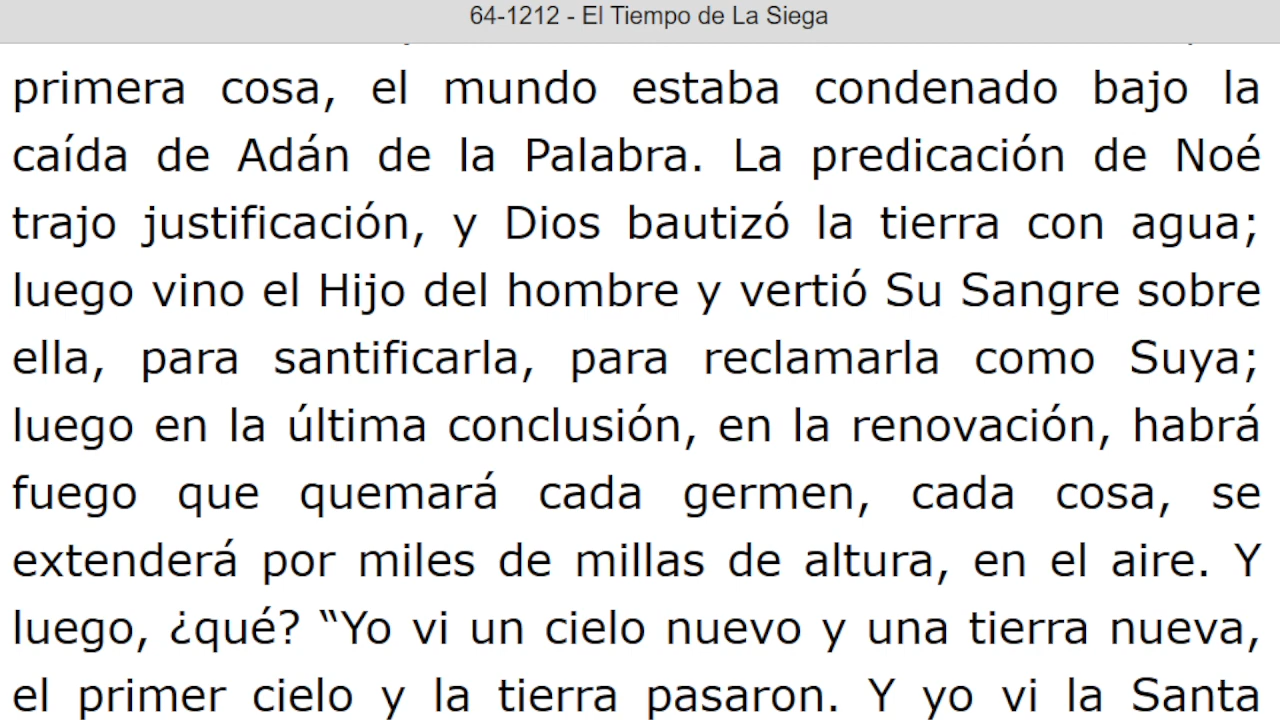 64-1212 - El Tiempo de La Siega
primera cosa, el mundo estaba condenado bajo la
caída de Adán de la Palabra. La predicación de Noé
trajo justificación, y Dios bautizó la tierra con agua;
luego vino el Hijo del hombre y vertió Su Sangre sobre
ella, para santificarla, para reclamarla como Suya;
luego en la última conclusión, en la renovación, habrá
fuego que quemará cada germen, cada cosa, se
extenderá por miles de millas de altura, en el aire. Y
luego, ¿qué? “Yo vi un cielo nuevo y una tierra nueva,
el primer cielo y la tierra pasaron. Y yo vi la Santa